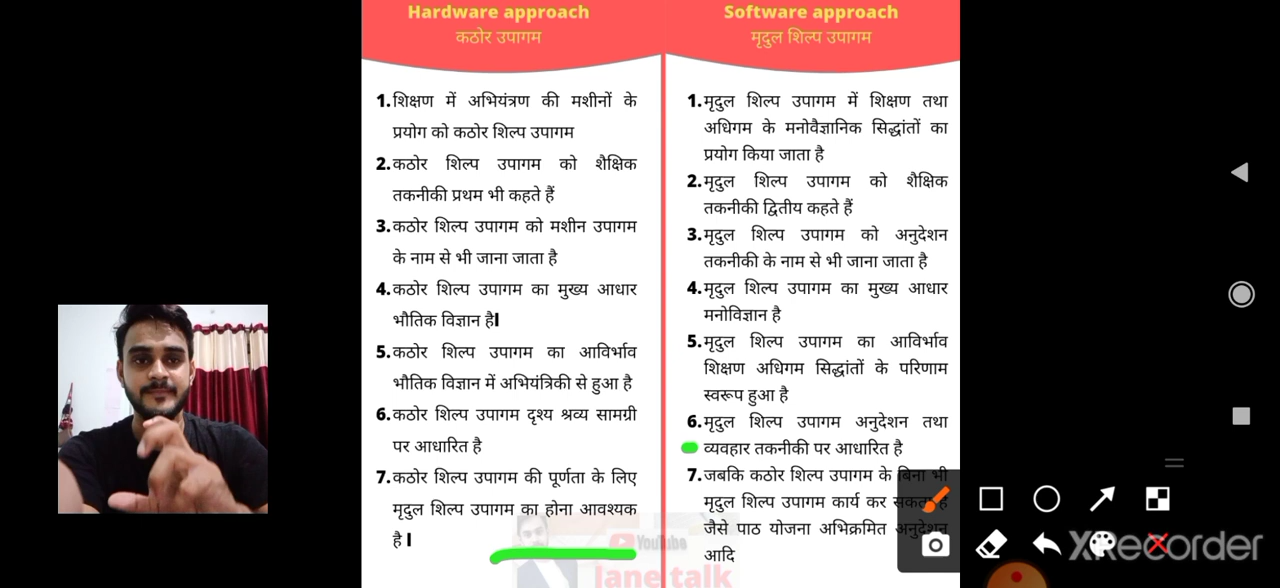 Hardware approach
कठोर उपागम
1.शिक्षण में अभियंत्रण की मशीनों के
प्रयोग को कठोर शिल्प उपागम
2.कठोर शिल्प उपागम को शैक्षिक
तकनीकी प्रथम भी कहते हैं
3.कठोर शिल्प उपागम को मशीन उपागम
के नाम से भी जाना जाता है
4.कठोर शिल्प उपागम का मुख्य आधार
भौतिक विज्ञान है।
5.कठोर शिल्प उपागम का आविर्भाव
भौतिक विज्ञान में अभियंत्रिकी से हुआ है
6.कठोर शिल्प उपागम दृश्य श्रव्य सामग्री
पर आधारित है
7.कठोर शिल्प उपागम की पूर्णता के लिए
मृदुल शिल्प उपागम का होना आवश्यक
है।
Software approach
मृदुल शिल्प उपागम
1.मृदुल शिल्प उपागम में शिक्षण तथा
अधिगम के मनोवैज्ञानिक सिद्धांतों का
प्रयोग किया जाता है
2.मृदुल शिल्प उपागम को शैक्षिक
तकनीकी द्वितीय कहते हैं
3.मृदुल शिल्प उपागम को अनुदेशन
तकनीकी के नाम से भी जाना जाता है
4.मृदुल शिल्प उपागम का मुख्य आधार
मनोविज्ञान है
5.मृदुल शिल्प उपागम का आविर्भाव
शिक्षण अधिगम सिद्धांतों के परिणाम
स्वरूप हुआ है
6.मृदुल शिल्प उपागम अनुदेशन तथा
व्यवहार तकनीकी पर आधारित है
7.जबकि कठोर शिल्प उपागम के बिना भी
मृदुल शिल्प उपागम कार्य कर सकता है
जैसे पाठ योजना अभिक्रमित अनुदेशन
आदि
YouTube
Jane talk
XRecorder